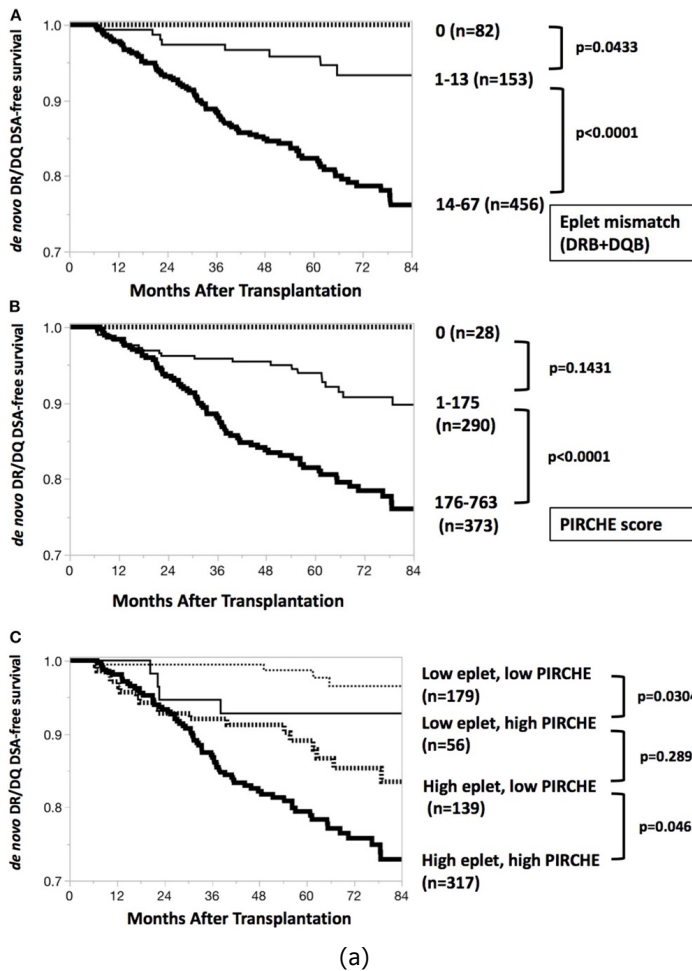 A
de novo DR/DQ DSA-free survival
1.0
0.9
0.8
0.7
0 12 24 36 48 60 72 84
Months After Transplantation
0 (n=82)
1-13 (n=153)
14-67 (n=456)
p=0.0433
p<0.0001
Eplet mismatch
(DRB+DQB)
B
de novo DR/DQ DSA-free survival
1.0
0.9
0.8
0.7
0 12 24 36 48 60 72 84
Months After Transplantation
0 (n=28)
1-175
(n=290)
176-763
(n=373)
p=0.1431
p<0.0001
PIRCHE score
C
de novo DR/DQ DSA-free survival
1.0
0.9
0.8
0.7
0 12 24 36 48 60 72 84
Months After Transplantation
Low eplet, low PIRCHE
(n=179)
Low eplet, high PIRCHE
(n=56)
High eplet, low PIRCHE
(n=139)
High eplet, high PIRCHE
(n=317)
p=0.0304
p=0.289
p=0.046
(a)